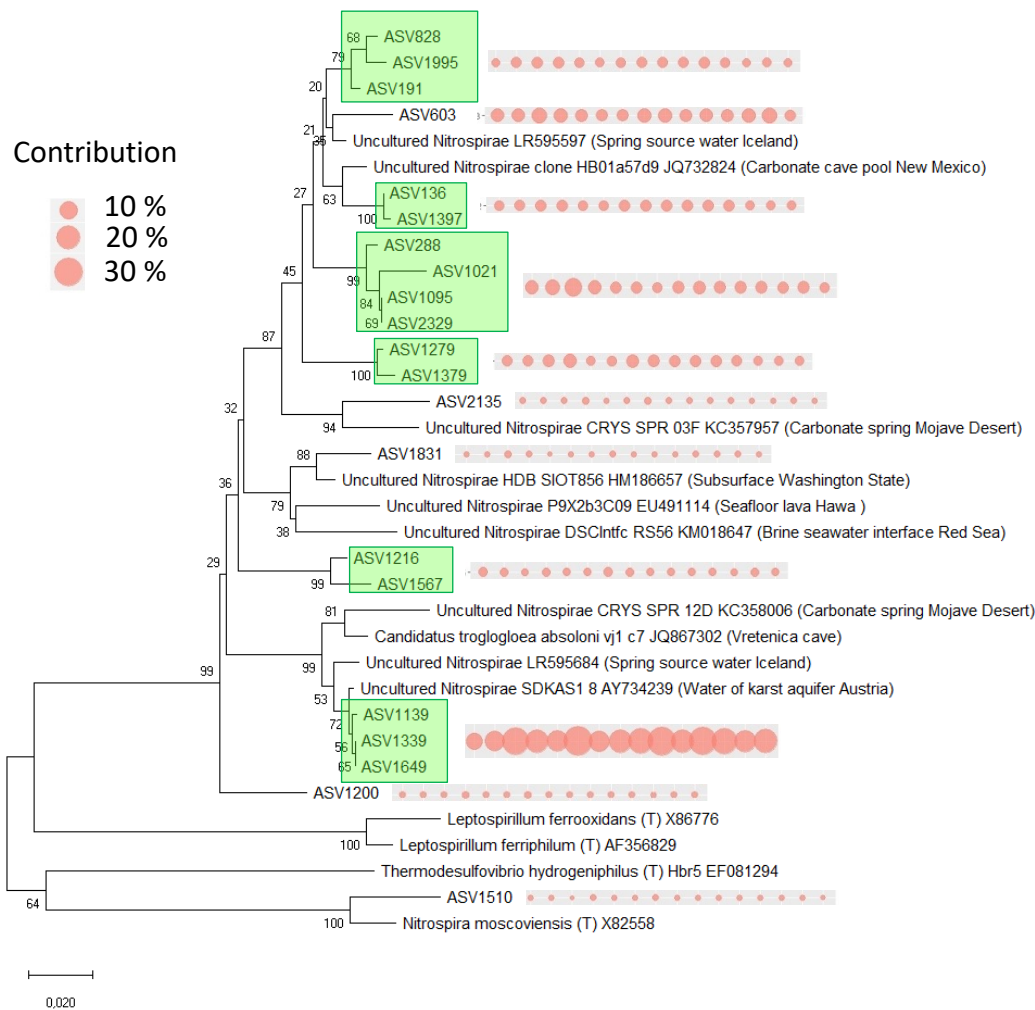 68
ASV828
79
ASV1995
20
ASV191
ASV603
21
35
Uncultured Nitrospirae LR595597 (Spring source water Iceland)
Contribution
Uncultured Nitrospirae clone HB01a57d9 JQ732824 (Carbonate cave pool New Mexico)
27
63
ASV136
10 %
100
ASV1397
20 %
ASV288
30 %
45
99
ASV1021
84
ASV1095
69
ASV2329
87
ASV1279
100
ASV1379
32
ASV2135
94
Uncultured Nitrospirae CRYS SPR 03F KC357957 (Carbonate spring Mojave Desert)
88
ASV1831
36
Uncultured Nitrospirae HDB SIOT856 HM186657 (Subsurface Washington State)
79
Uncultured Nitrospirae P9X2b3C09 EU491114 (Seafloor lava Hawa )
38
Uncultured Nitrospirae DSCIntfc RS56 KM018647 (Brine seawater interface Red Sea)
29
ASV1216
99
ASV1567
81
Uncultured Nitrospirae CRYS SPR 12D KC358006 (Carbonate spring Mojave Desert)
Candidatus troglogloea absoloni vj1 c7 JQ867302 (Vretenica cave)
99
99
Uncultured Nitrospirae LR595684 (Spring source water Iceland)
53
Uncultured Nitrospirae SDKAS1 8 AY734239 (Water of karst aquifer Austria)
72
ASV1139
56
ASV1339
65
ASV1649
ASV1200
Leptospirillum ferrooxidans (T) X86776
100
Leptospirillum ferriphilum (T) AF356829
Thermodesulfovibrio hydrogeniphilus (T) Hbr5 EF081294
64
ASV1510
100
Nitrospira moscoviensis (T) X82558
0,020